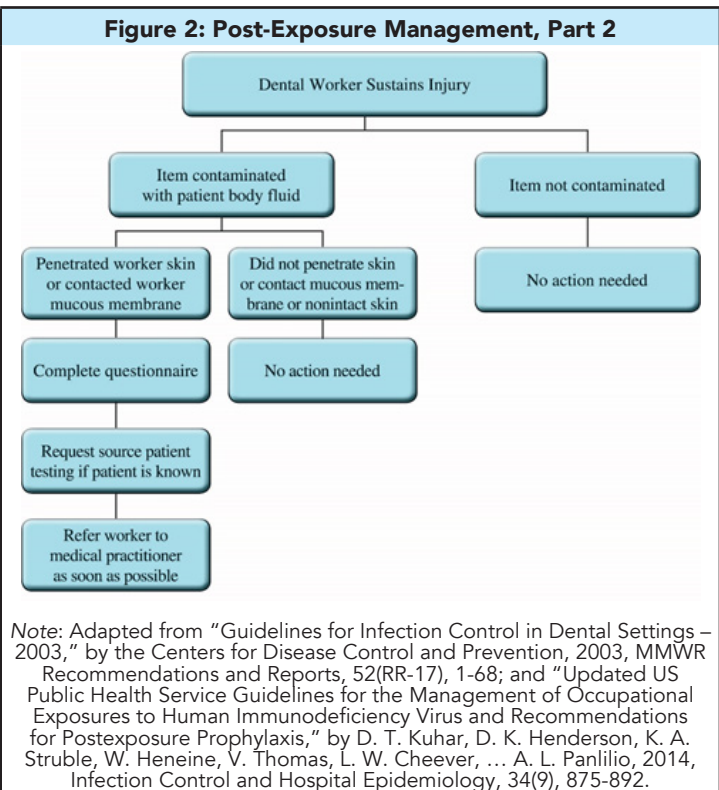 Figure 2: Post-Exposure Management, Part 2
Dental Worker Sustains Injury
Item contaminated
with patient body fluid
Item not contaminated
Penetrated worker skin
or contacted worker
mucous membrane
Did not penetrate skin
or contact mucous mem-
brane or nonintact skin
No action needed
Complete questionnaire
No action needed
Request source patient
testing if patient is known
Refer worker to
medical practitioner
as soon as possible
Note: Adapted from “Guidelines for Infection Control in Dental Settings –
2003,” by the Centers for Disease Control and Prevention, 2003, MMWR
Recommendations and Reports, 52(RR-17), 1-68; and “Updated US
Public Health Service Guidelines for the Management of Occupational
Exposures to Human Immunodeficiency Virus and Recommendations
for Postexposure Prophylaxis,” by D. T. Kuhar, D. K. Henderson, K. A.
Struble, W. Heneine, V. Thomas, L. W. Cheever, … A. L. Panlilio, 2014,
Infection Control and Hospital Epidemiology, 34(9), 875-892.